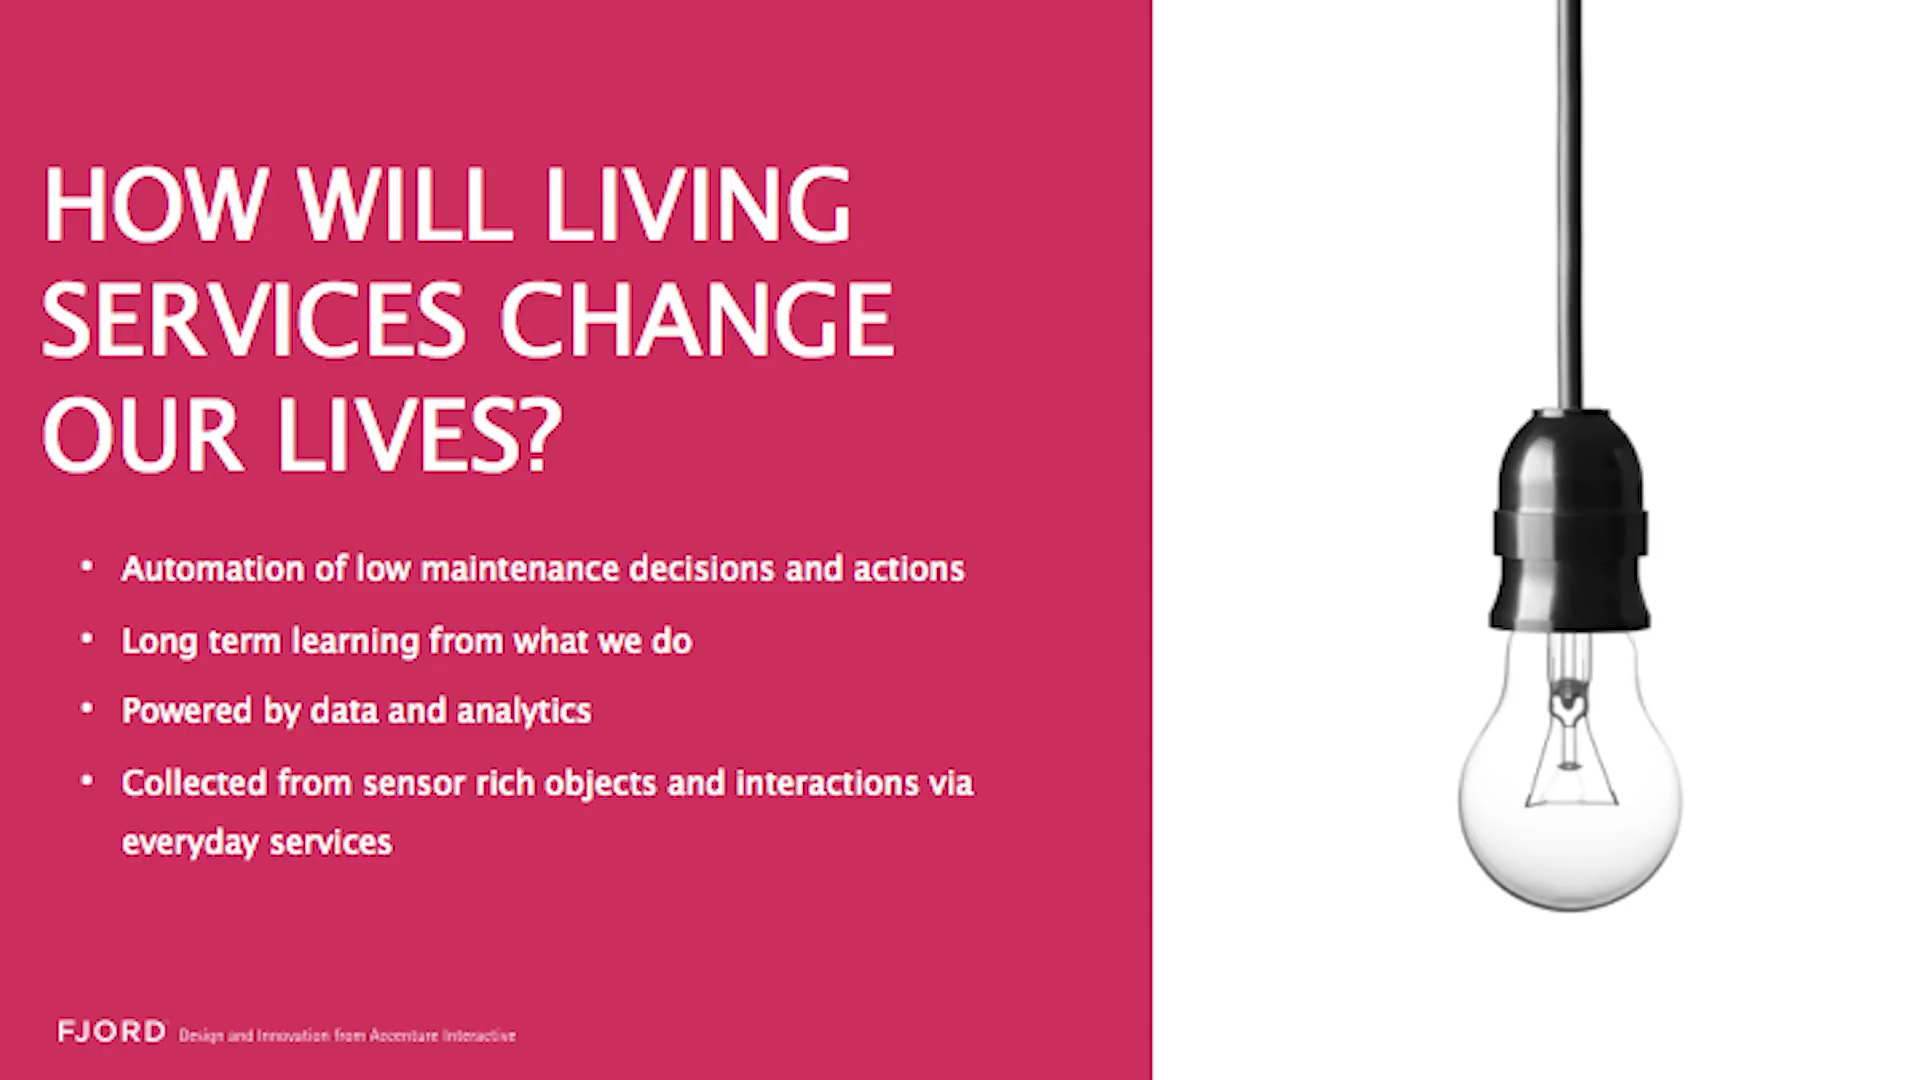 HOW WILL LIVING
SERVICES CHANGE
OUR LIVES?
• Automation of low maintenance decisions and actions
• Long term learning from what we do
• Powered by data and analytics
• Collected from sensor rich objects and interactions via
everyday services
FJORD Design and Innovation from Accenture Interactive